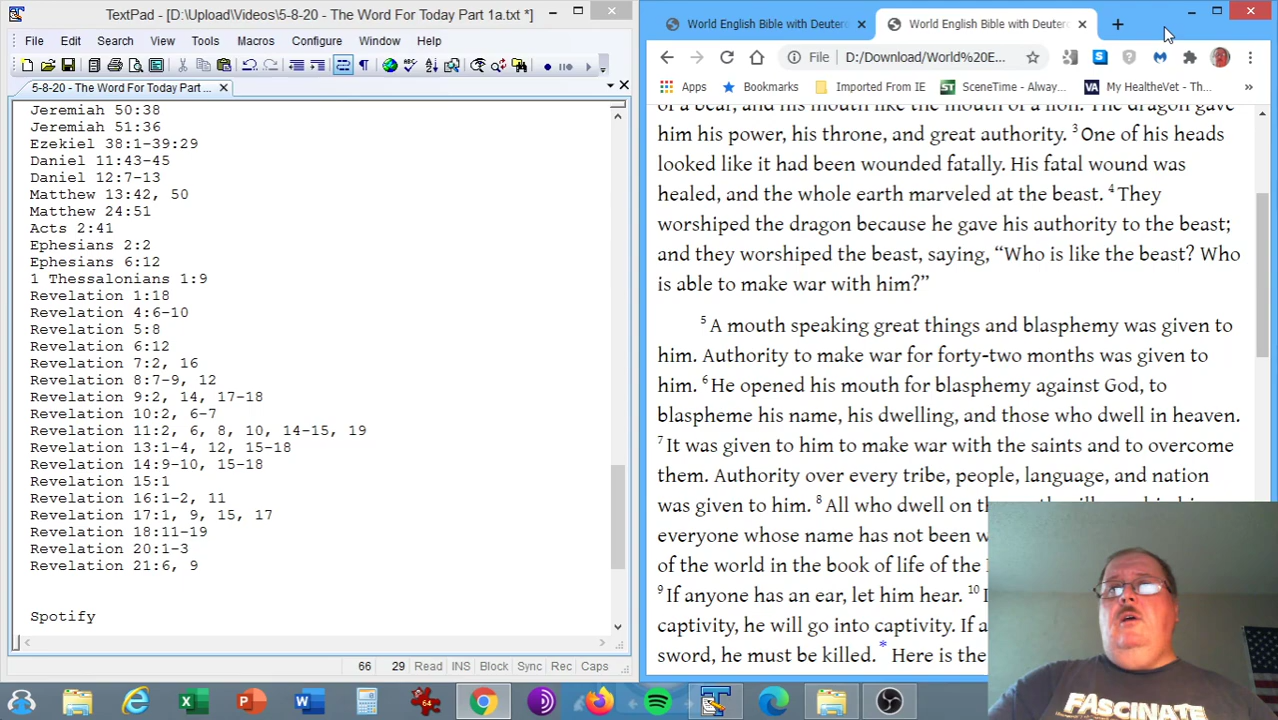 TextPad - [D:\Upload\Videos\5-8-20 - The Word For Today Part 1a.txt *]
File Edit Search View Tools Macros Configure Window Help
5-8-20 - The Word For Today Part ...
Jeremiah 50:38
Jeremiah 51:36
Ezekiel 38:1-39:29
Daniel 11:43-45
Daniel 12:7-13
Matthew 13:42, 50
Matthew 24:51
Acts 2:41
Ephesians 2:2
Ephesians 6:12
1 Thessalonians 1:9
Revelation 1:18
Revelation 4:6-10
Revelation 5:8
Revelation 6:12
Revelation 7:2, 16
Revelation 8:7-9, 12
Revelation 9:2, 14, 17-18
Revelation 10:2, 6-7
Revelation 11:2, 6, 8, 10, 14-15, 19
Revelation 13:1-4, 12, 15-18
Revelation 14:9-10, 15-18
Revelation 15:1
Revelation 16:1-2, 11
Revelation 17:1, 9, 15, 17
Revelation 18:11-19
Revelation 20:1-3
Revelation 21:6, 9
Spotify
66 29 Read INS Block Sync Rec Caps
World English Bible with Deutero
World English Bible with Deutero
File D:/Download/World%20E...
Apps Bookmarks Imported From IE ST SceneTime - Alway... VA My HealtheVet - Th... »
of a bear, and his mouth like the mouth of a lion. The dragon gave
him his power, his throne, and great authority. 3 One of his heads
looked like it had been wounded fatally. His fatal wound was
healed, and the whole earth marveled at the beast. 4 They
worshiped the dragon because he gave his authority to the beast;
and they worshiped the beast, saying, “Who is like the beast? Who
is able to make war with him?”
5 A mouth speaking great things and blasphemy was given to
him. Authority to make war for forty-two months was given to
him. 6 He opened his mouth for blasphemy against God, to
blaspheme his name, his dwelling, and those who dwell in heaven.
7 It was given to him to make war with the saints and to overcome
them. Authority over every tribe, people, language, and nation
was given to him. 8 All who dwell on
everyone whose name has not been
of the world in the book of life of the
9 If anyone has an ear, let him hear. 10
captivity, he will go into captivity. If
sword, he must be killed. * Here is the
FASCINATE
64